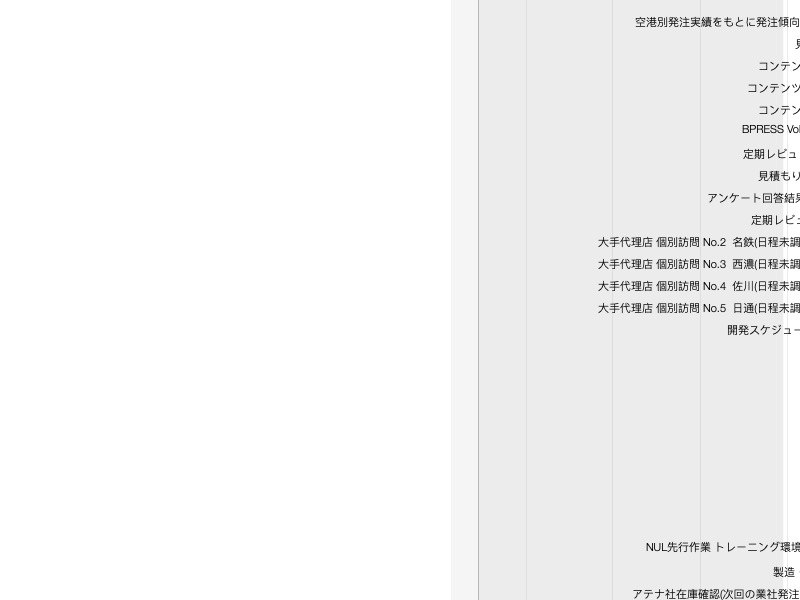 空港別発注実績をもとに発注傾向
見
コンテン
コンテンツ
コンテン
BPRESS Vol
定期レビュ
見積もり
アンケート回答結果
定期レビュ
大手代理店 個別訪問 No.2 名鉄(日程未調
大手代理店 個別訪問 No.3 西濃(日程未調
大手代理店 個別訪問 No.4 佐川(日程未調
大手代理店 個別訪問 No.5 日通(日程未調
開発スケジュー
NUL先行作業 トレーニング環境
製造
アテナ社在庫確認(次回の業社発注